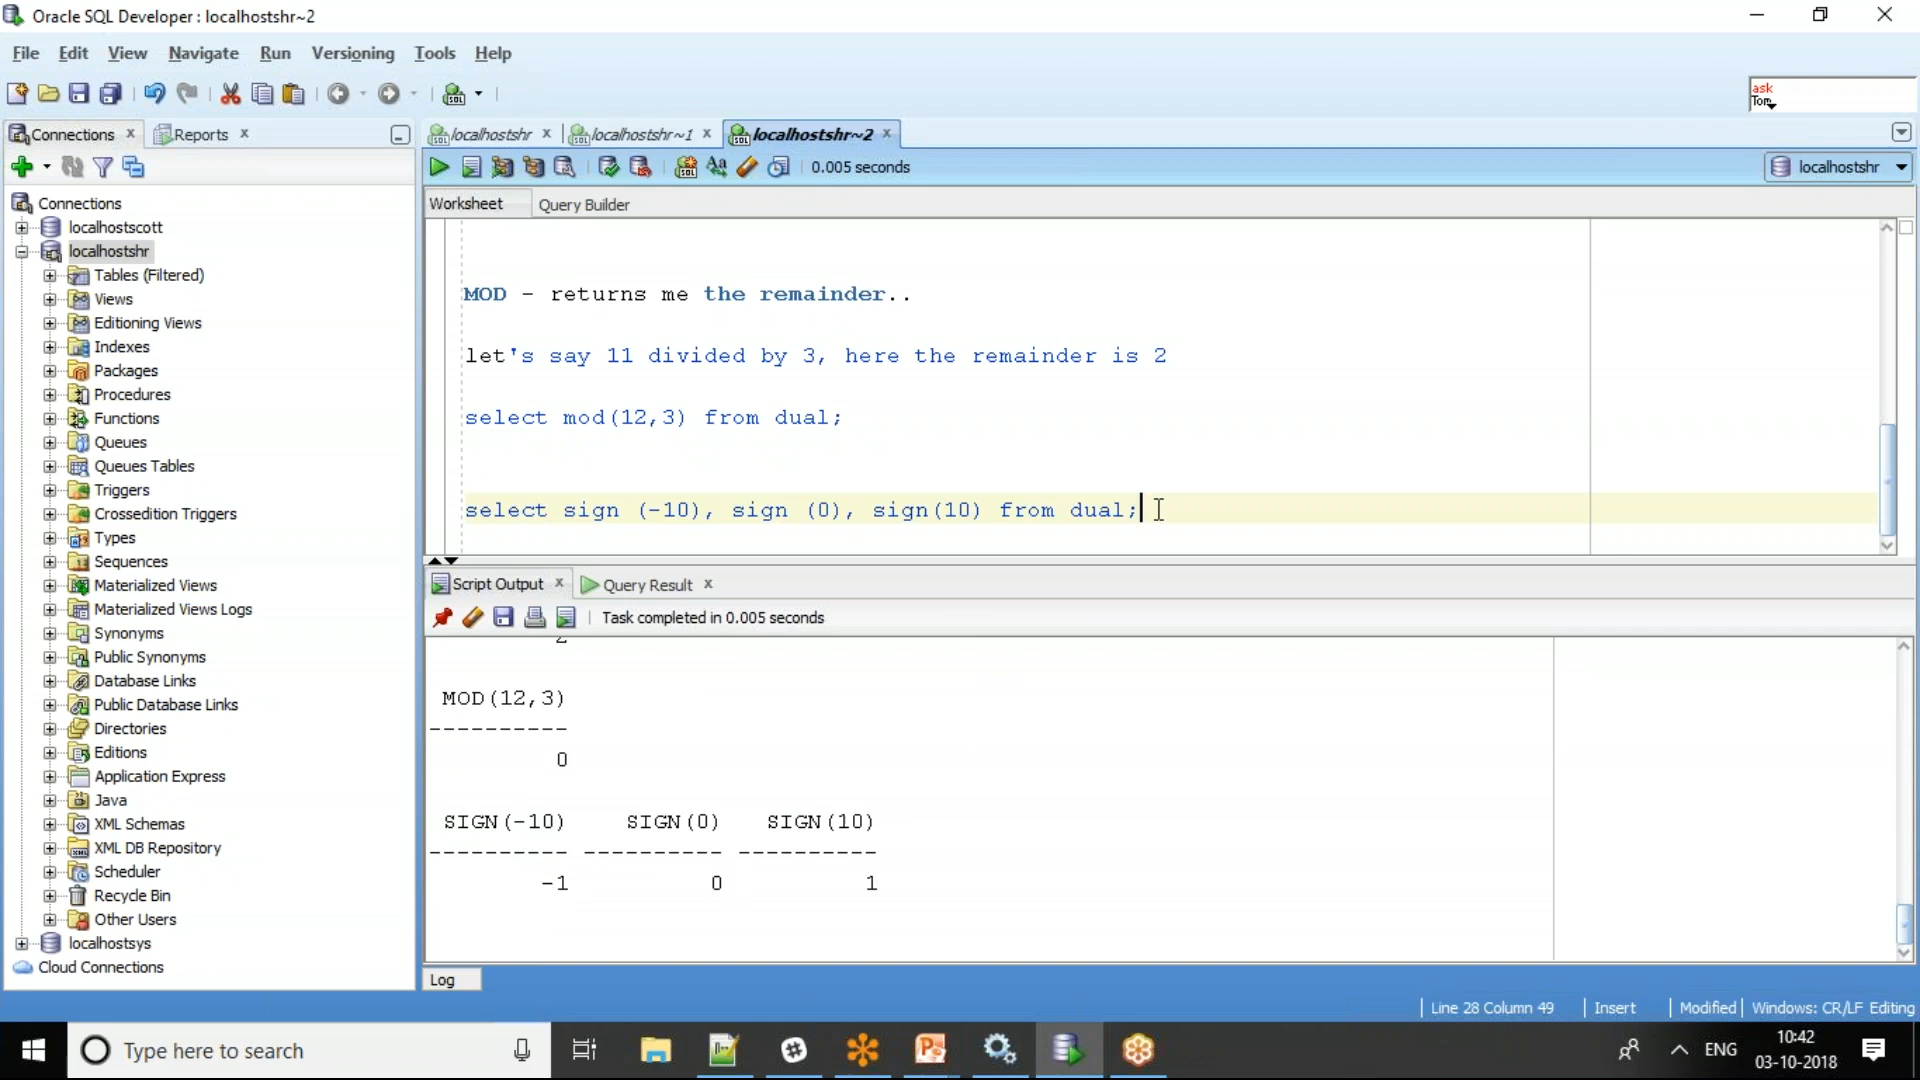 Oracle SQL Developer : localhostshr~2
File Edit View Navigate Run Versioning Tools Help
ask
Tom
Connections
Reports
localhostshr
localhostshr~1
localhostshr~2
0.005 seconds
localhostshr
Worksheet
Query Builder
Connections
localhostscott
localhostshr
Tables (Filtered)
Views
Editioning Views
Indexes
Packages
Procedures
Functions
Queues
Queues Tables
Triggers
Crossedition Triggers
Types
Sequences
Materialized Views
Materialized Views Logs
Synonyms
Public Synonyms
Database Links
Public Database Links
Directories
Editions
Application Express
Java
XML Schemas
XML DB Repository
Scheduler
Recycle Bin
Other Users
localhostsys
Cloud Connections
MOD - returns me the remainder..
let's say 11 divided by 3, here the remainder is 2
select mod(12,3) from dual;
select sign (-10), sign (0), sign(10) from dual;
Script Output
Query Result
Task completed in 0.005 seconds
MOD(12,3)
----------
0
SIGN(-10) SIGN(0) SIGN(10)
---------- ---------- ----------
-1 0 1
Log
Line 28 Column 49
Insert
Modified
Windows: CR/LF Editing
Type here to search
ENG
10:42
03-10-2018